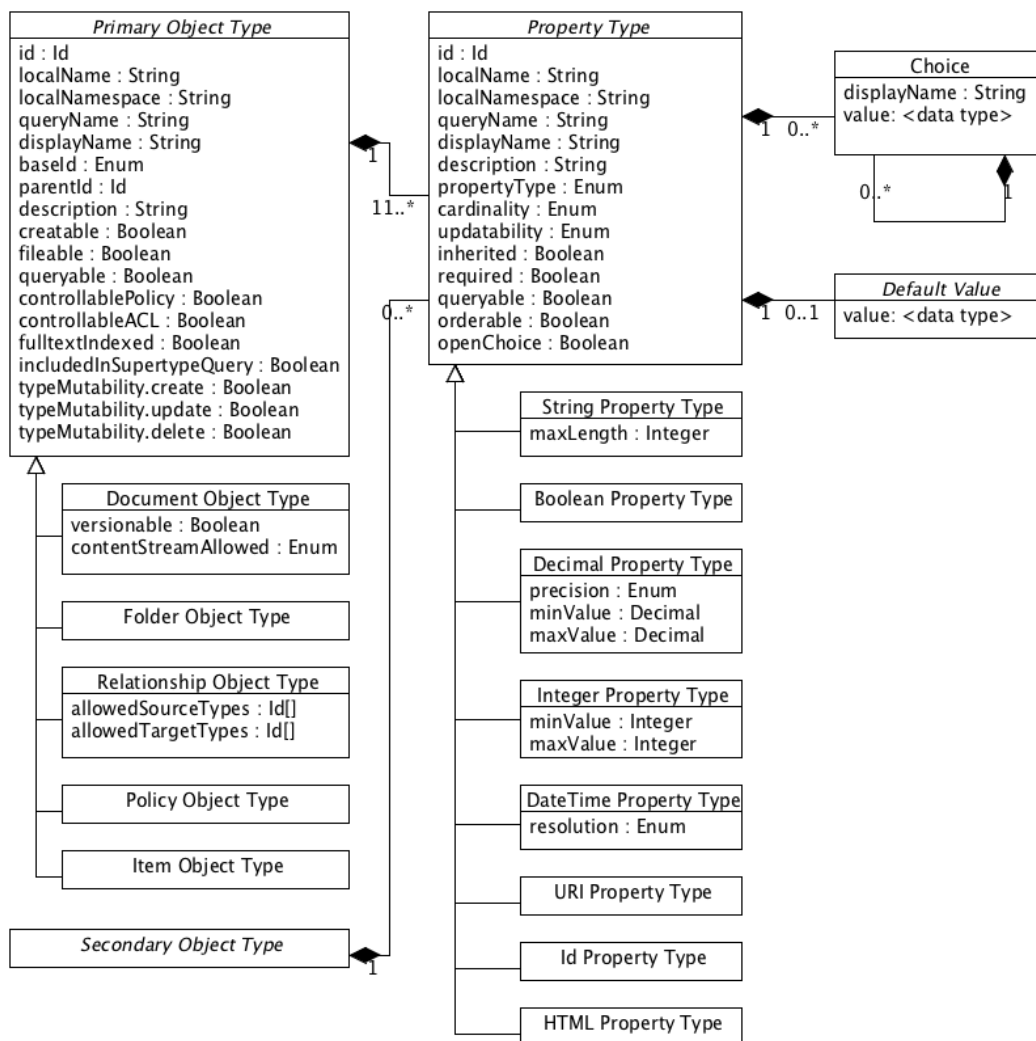 Primary Object Type
id : Id
localName : String
localNamespace : String
queryName : String
displayName : String
baseId : Enum
parentId : Id
description : String
creatable : Boolean
fileable : Boolean
queryable : Boolean
controllablePolicy : Boolean
controllableACL : Boolean
fulltextIndexed : Boolean
includedInSupertypeQuery : Boolean
typeMutability.create : Boolean
typeMutability.update : Boolean
typeMutability.delete : Boolean
1
11..*
Document Object Type
versionable : Boolean
contentStreamAllowed : Enum
Folder Object Type
Relationship Object Type
allowedSourceTypes : Id[]
allowedTargetTypes : Id[]
Policy Object Type
Item Object Type
Secondary Object Type
1
0..*
Property Type
id : Id
localName : String
localNamespace : String
queryName : String
displayName : String
description : String
propertyType : Enum
cardinality : Enum
updatability : Enum
inherited : Boolean
required : Boolean
queryable : Boolean
orderable : Boolean
openChoice : Boolean
String Property Type
maxLength : Integer
Boolean Property Type
Decimal Property Type
precision : Enum
minValue : Decimal
maxValue : Decimal
Integer Property Type
minValue : Integer
maxValue : Integer
DateTime Property Type
resolution : Enum
URI Property Type
Id Property Type
HTML Property Type
1 0..*
Choice
displayName : String
value: <data type>
0..* 1
1 0..1
Default Value
value: <data type>